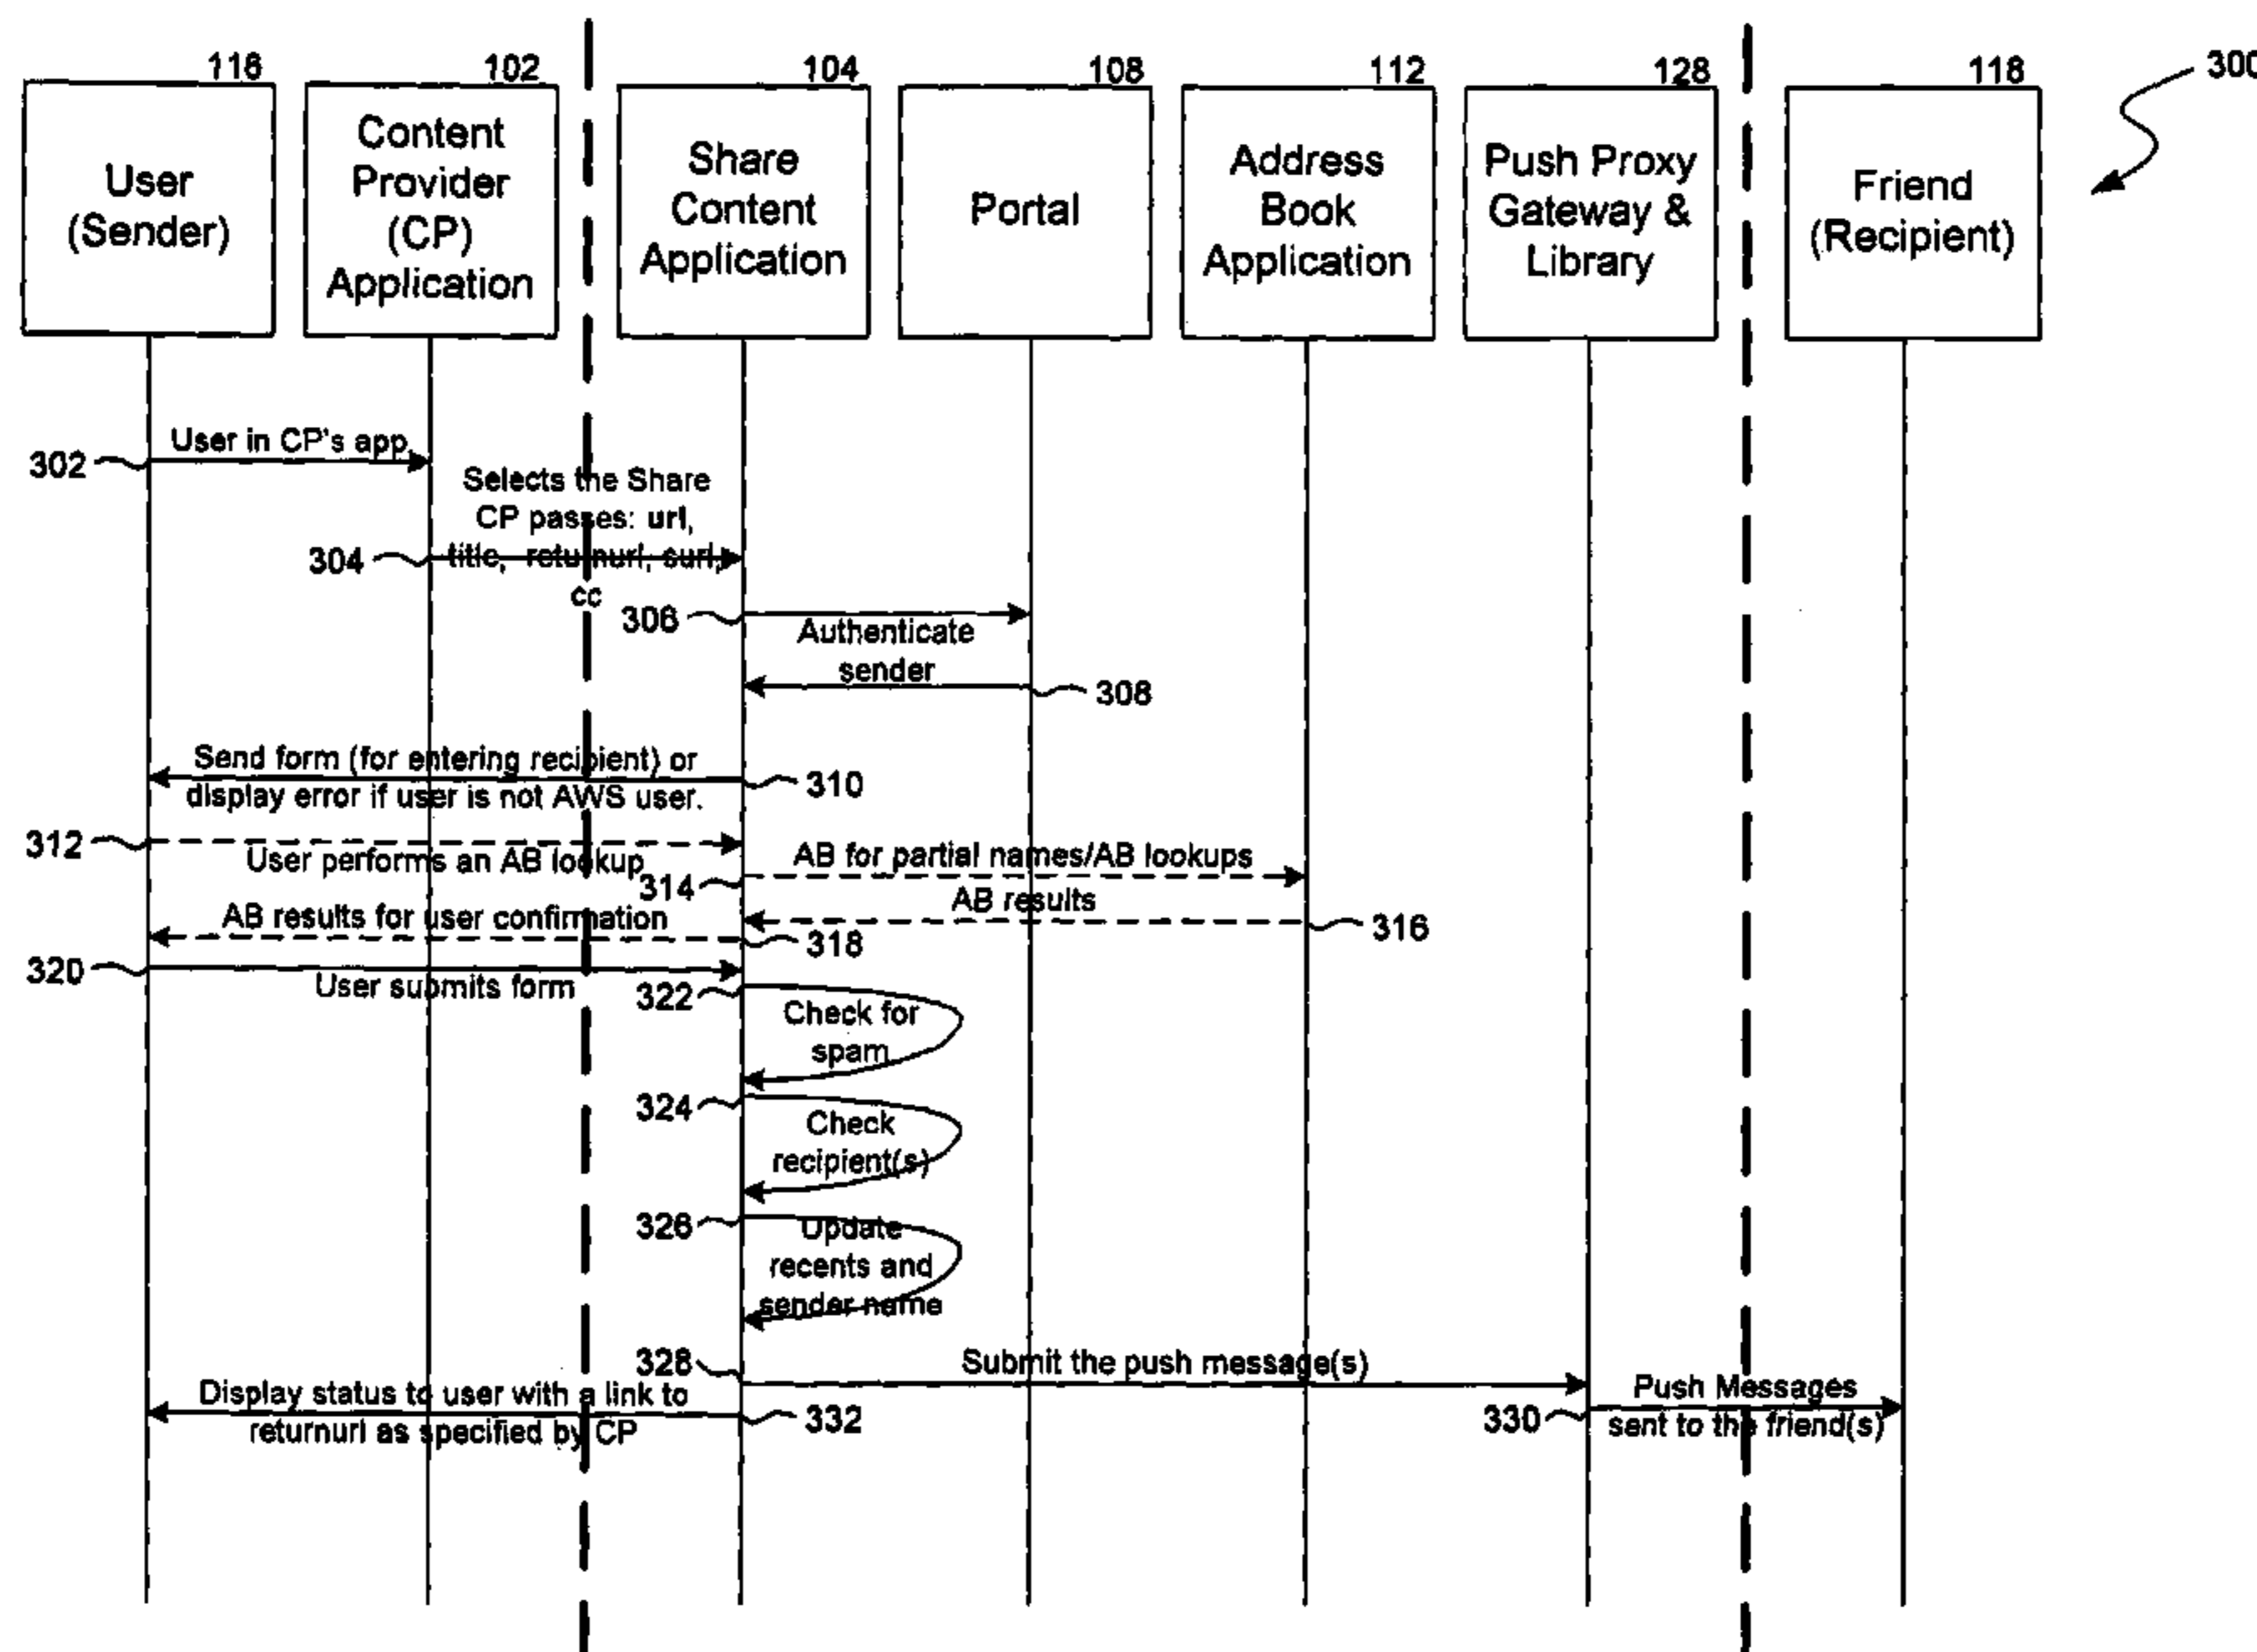 116
102
104
108
112
128
118
300
User
(Sender)
Content
Provider
(CP)
Application
Share
Content
Application
Portal
Address
Book
Application
Push Proxy
Gateway &
Library
Friend
(Recipient)
302
User in CP's app.
Selects the Share
CP passes: url,
304
title, returnurl, surl,
cc
306
Authenticate
sender
308
Send form (for entering recipient) or
310
display error if user is not AWS user.
312
User performs an AB lookup
AB for partial names/AB lookups
314
AB results
316
AB results for user confirmation
318
320
User submits form
322
Check for
spam
324
Check
recipient(s)
326
Update
recents and
sender name
328
Submit the push message(s)
Display status to user with a link to
332
returnurl as specified by CP
Push Messages
330
sent to the friend(s)